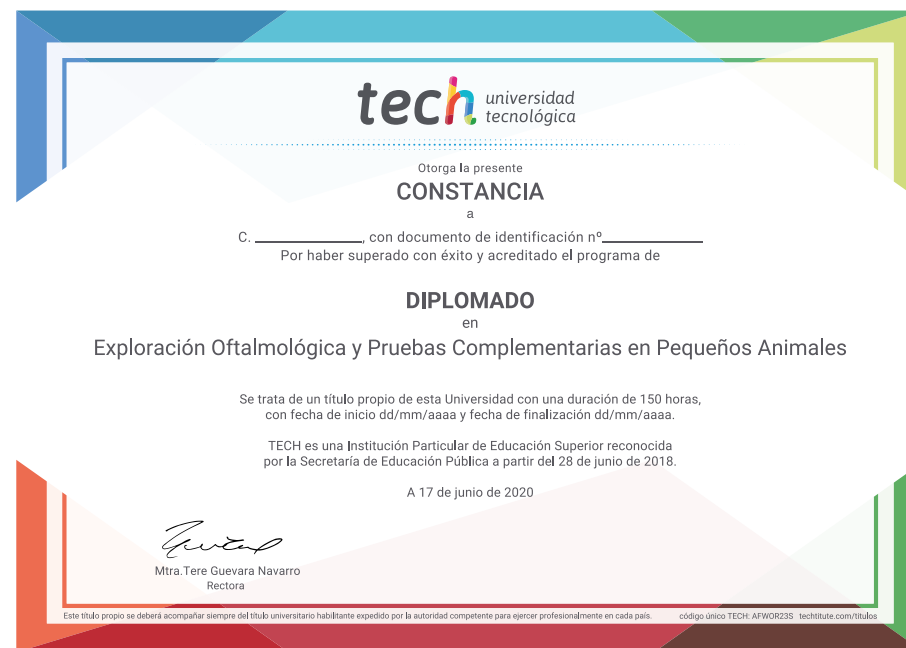 tech universidad
tecnológica
Otorga la presente
CONSTANCIA
a
C. ____________, con documento de identificación nº____________
Por haber superado con éxito y acreditado el programa de
DIPLOMADO
en
Exploración Oftalmológica y Pruebas Complementarias en Pequeños Animales
Se trata de un título propio de esta Universidad con una duración de 150 horas,
con fecha de inicio dd/mm/aaaa y fecha de finalización dd/mm/aaaa.
TECH es una Institución Particular de Educación Superior reconocida
por la Secretaría de Educación Pública a partir del 28 de junio de 2018.
A 17 de junio de 2020
Mtra.Tere Guevara Navarro
Rectora
Este título propio se deberá acompañar siempre del título universitario habilitante expedido por la autoridad competente para ejercer profesionalmente en cada país. código único TECH: AFWOR23S techtitute.com/titulos